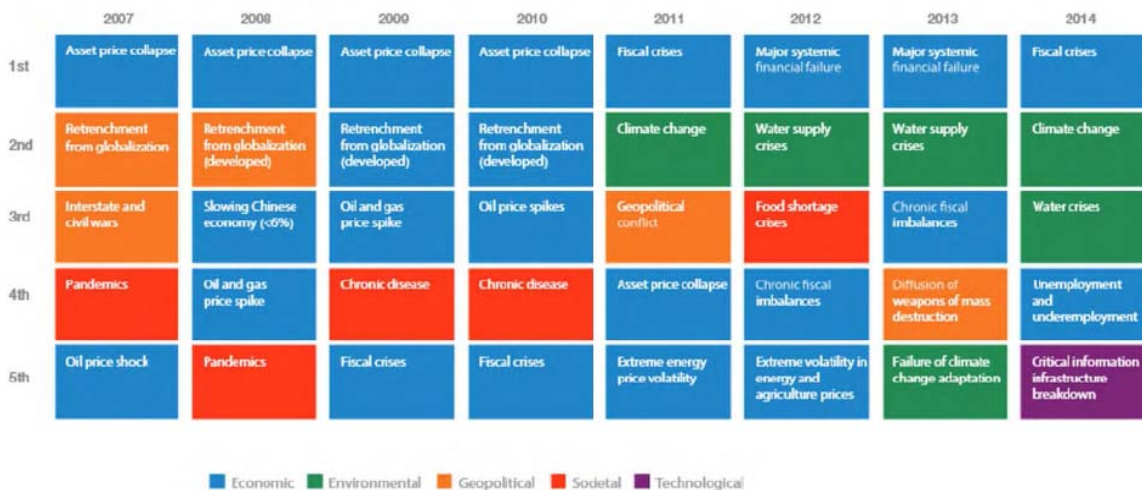 2007 2008 2009 2010 2011 2012 2013 2014
1st
Asset price collapse
Asset price collapse
Asset price collapse
Asset price collapse
Fiscal crises
Major systemic
financial failure
Major systemic
financial failure
Fiscal crises
2nd
Retrenchment
from globalization
Retrenchment
from globalization
(developed)
Retrenchment
from globalization
(developed)
Retrenchment
from globalization
(developed)
Climate change
Water supply
crises
Water supply
crises
Climate change
3rd
Interstate and
civil wars
Slowing Chinese
economy (<6%)
Oil and gas
price spike
Oil price spikes
Geopolitical
conflict
Food shortage
crises
Chronic fiscal
imbalances
Water crises
4th
Pandemics
Oil and gas
price spike
Chronic disease
Chronic disease
Asset price collapse
Chronic fiscal
imbalances
Diffusion of
weapons of mass
destruction
Unemployment
and
underemployment
5th
Oil price shock
Pandemics
Fiscal crises
Fiscal crises
Extreme energy
price volatility
Extreme volatility in
energy and
agriculture prices
Failure of climate
change adaptation
Critical information
infrastructure
breakdown
Economic Environmental Geopolitical Societal Technological